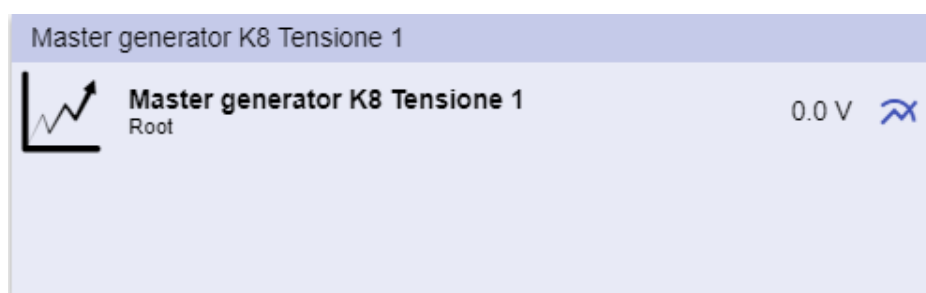 Master generator K8 Tensione 1
Master generator K8 Tensione 1
0.0 V
Root